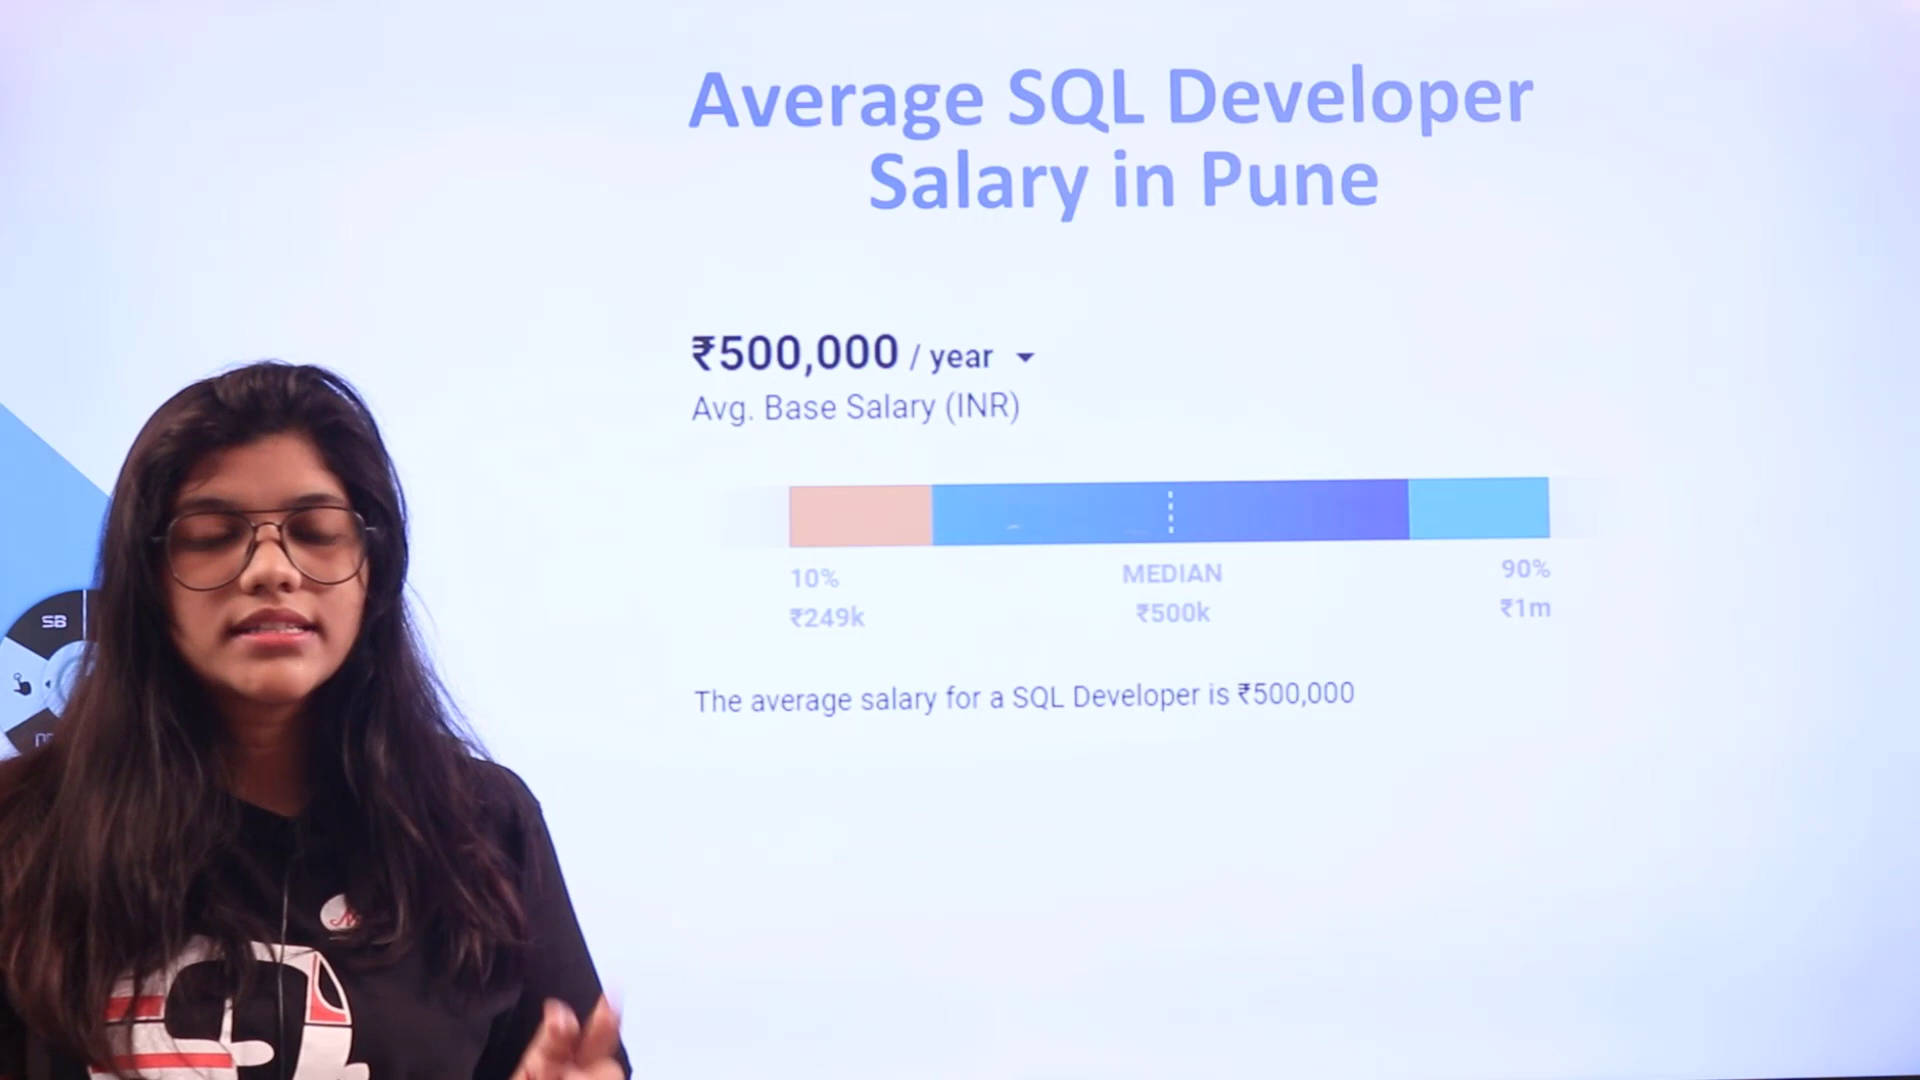 Average SQL Developer
Salary in Pune
₹500,000 / year
Avg. Base Salary (INR)
10%
MEDIAN
90%
₹249k
₹500k
₹1m
The average salary for a SQL Developer is ₹500,000
SB